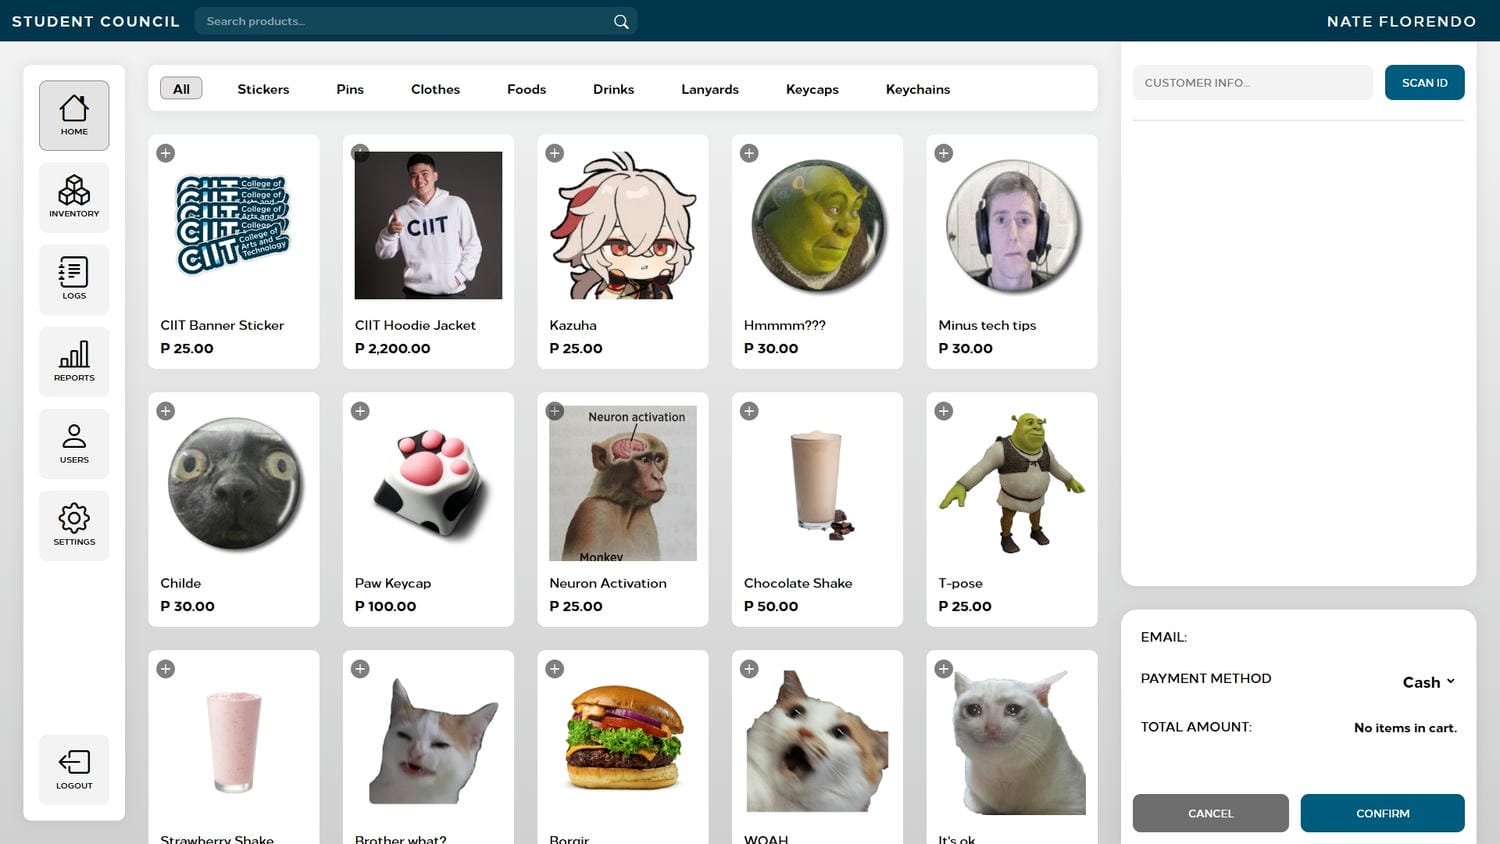 STUDENT COUNCIL
Search products...
NATE FLORENDO
HOME
INVENTORY
LOGS
REPORTS
USERS
SETTINGS
LOGOUT
All Stickers Pins Clothes Foods Drinks Lanyards Keycaps Keychains
CIIT College of Arts and Technology
CIIT Banner Sticker
P 25.00
CIIT
CIIT Hoodie Jacket
P 2,200.00
Kazuha
P 25.00
Hmmmm???
P 30.00
Minus tech tips
P 30.00
Childe
P 30.00
Paw Keycap
P 100.00
Neuron activation
Monkey
Neuron Activation
P 25.00
Chocolate Shake
P 50.00
T-pose
P 25.00
Strawberry Shake
Brother what?
Borgir
WOAH
It's ok
CUSTOMER INFO...
SCAN ID
EMAIL:
PAYMENT METHOD
Cash
TOTAL AMOUNT:
No items in cart.
CANCEL
CONFIRM